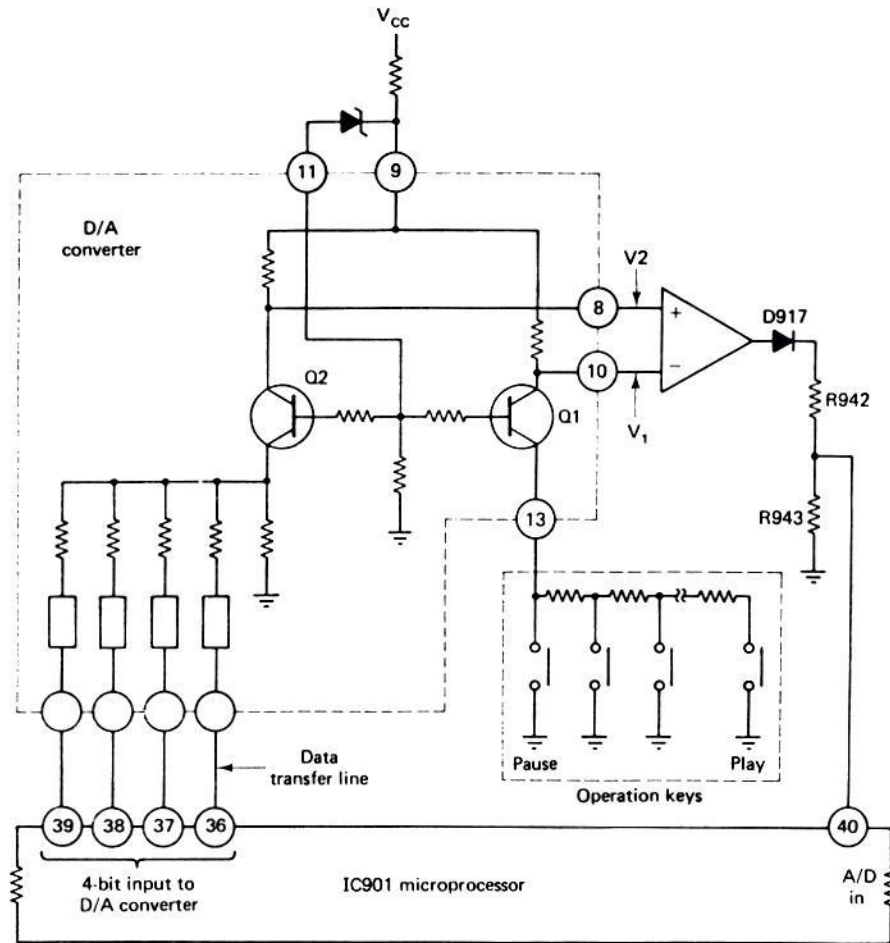 V_CC
11
9
D/A
converter
V2
8
+
D917
Q2
10
−
Q1
R942
V₁
13
R943
Data
transfer line
Pause
Play
Operation keys
39
38
37
36
40
4-bit input to
D/A converter
IC901 microprocessor
A/D
in